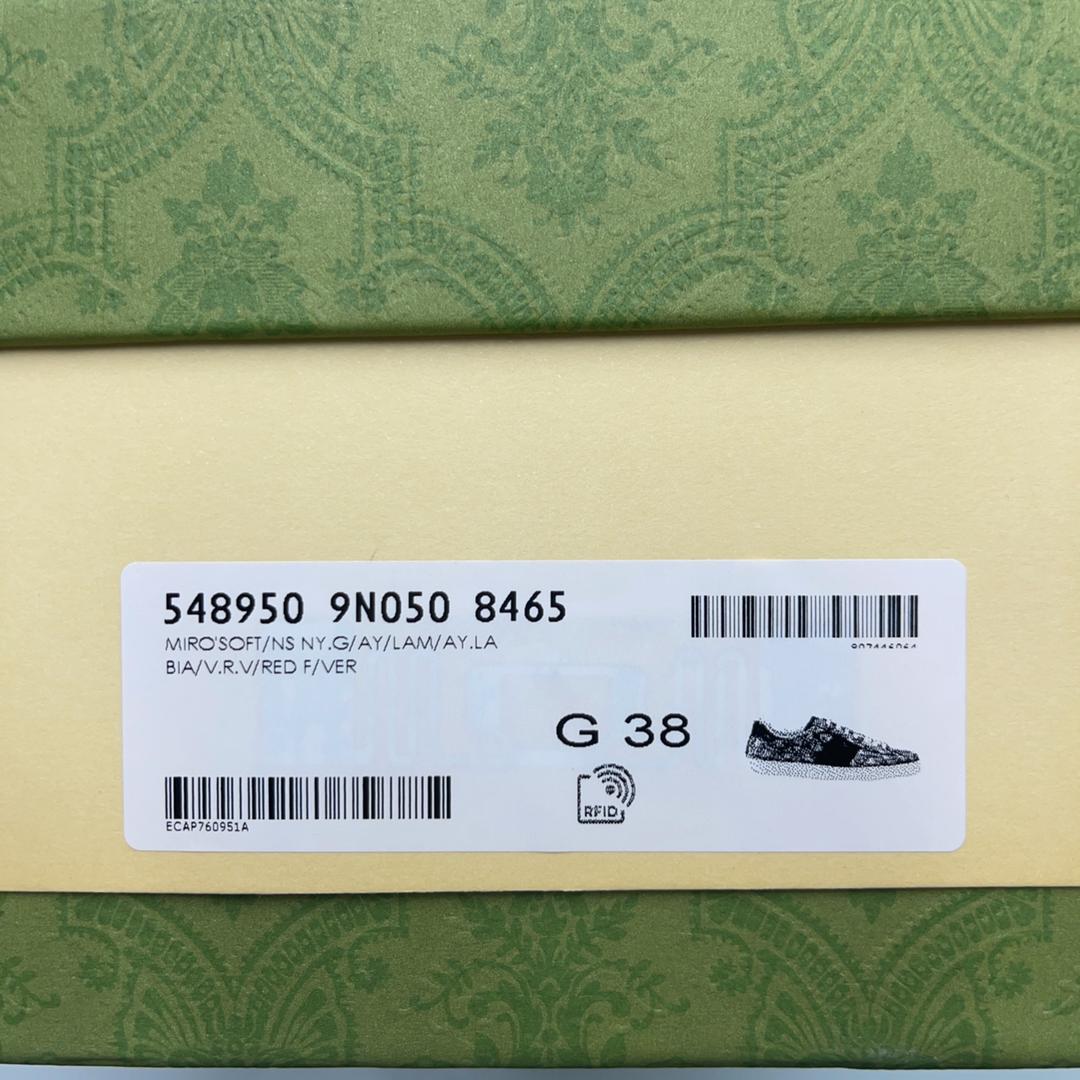 548950 9N050 8465
MIRO'SOFT/NS NY.G/AY/LAM/AY.LA
BIA/V.R.V/RED F/VER
G 38
RFID
ECAP760951A